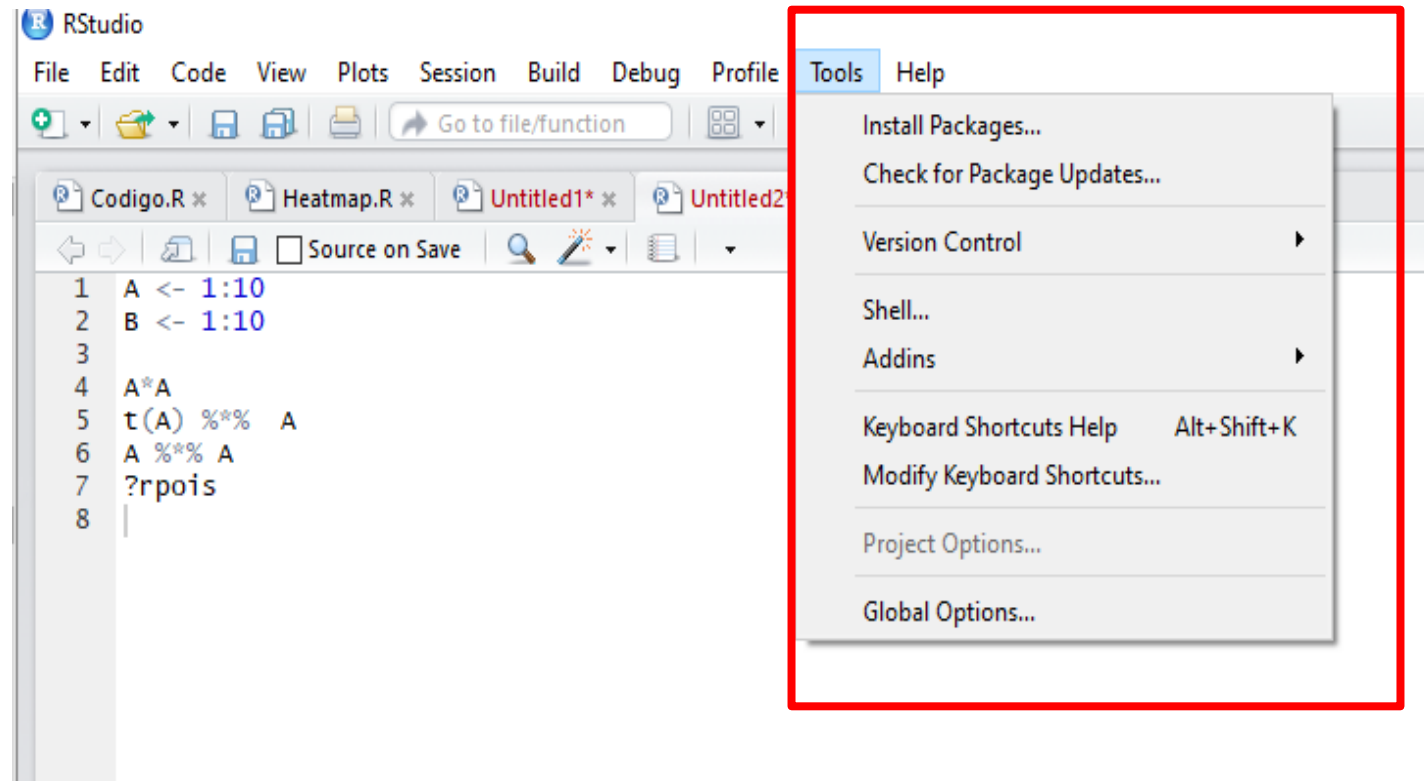 RStudio
File Edit Code View Plots Session Build Debug Profile Tools Help
Go to file/function
Codigo.R Heatmap.R Untitled1* Untitled2*
Source on Save
1 A <- 1:10
2 B <- 1:10
3
4 A*A
5 t(A) %*%  A
6 A %*% A
7 ?rpois
8
Install Packages...
Check for Package Updates...
Version Control
Shell...
Addins
Keyboard Shortcuts Help Alt+Shift+K
Modify Keyboard Shortcuts...
Project Options...
Global Options...